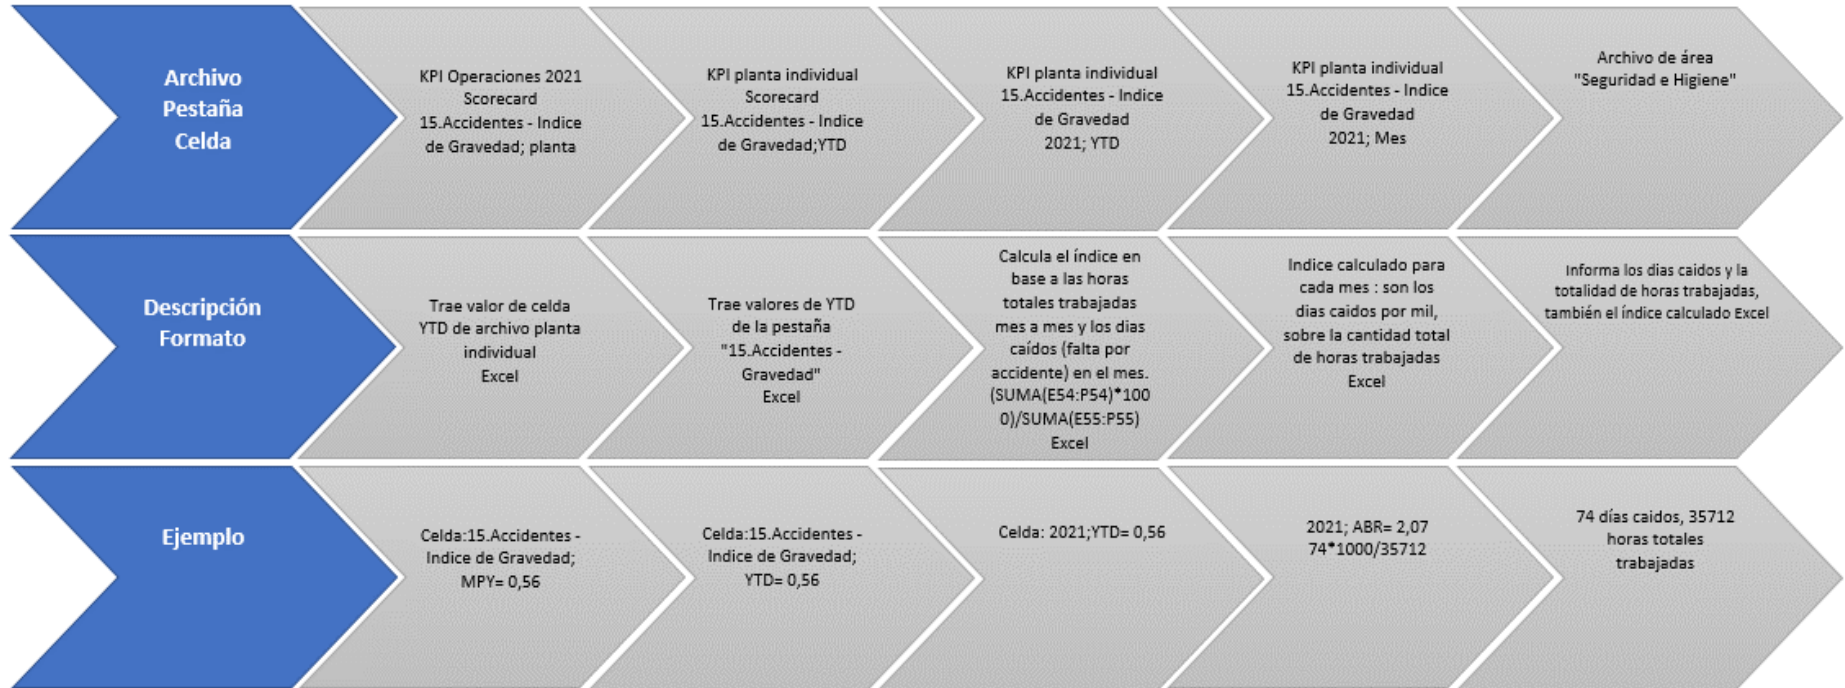 Archivo
Pestaña
Celda
KPI Operaciones 2021
Scorecard
15.Accidentes - Indice
de Gravedad; planta
KPI planta individual
Scorecard
15.Accidentes - Indice
de Gravedad;YTD
KPI planta individual
15.Accidentes - Indice
de Gravedad
2021; YTD
KPI planta individual
15.Accidentes - Indice
de Gravedad
2021; Mes
Archivo de área
"Seguridad e Higiene"
Descripción
Formato
Trae valor de celda
YTD de archivo planta
individual
Excel
Trae valores de YTD
de la pestaña
"15.Accidentes -
Gravedad"
Excel
Calcula el índice en
base a las horas
totales trabajadas
mes a mes y los dias
caídos (falta por
accidente) en el mes.
(SUMA(E54:P54)*100
0)/SUMA(E55:P55)
Excel
Indice calculado para
cada mes : son los
dias caidos por mil,
sobre la cantidad total
de horas trabajadas
Excel
Informa los dias caidos y la
totalidad de horas trabajadas,
también el índice calculado Excel
Ejemplo
Celda:15.Accidentes -
Indice de Gravedad;
MPY= 0,56
Celda:15.Accidentes -
Indice de Gravedad;
YTD= 0,56
Celda: 2021;YTD= 0,56
2021; ABR= 2,07
74*1000/35712
74 días caidos, 35712
horas totales
trabajadas